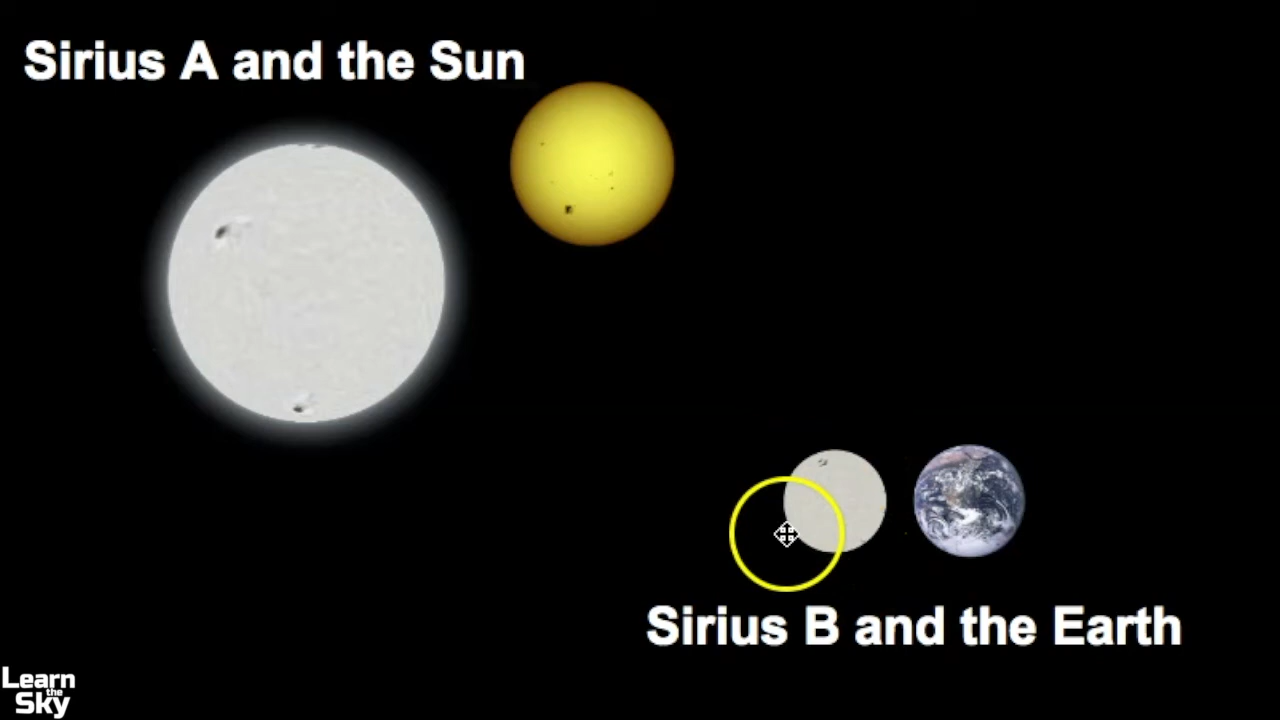 Sirius A and the Sun
Sirius B and the Earth
Learn
the
Sky